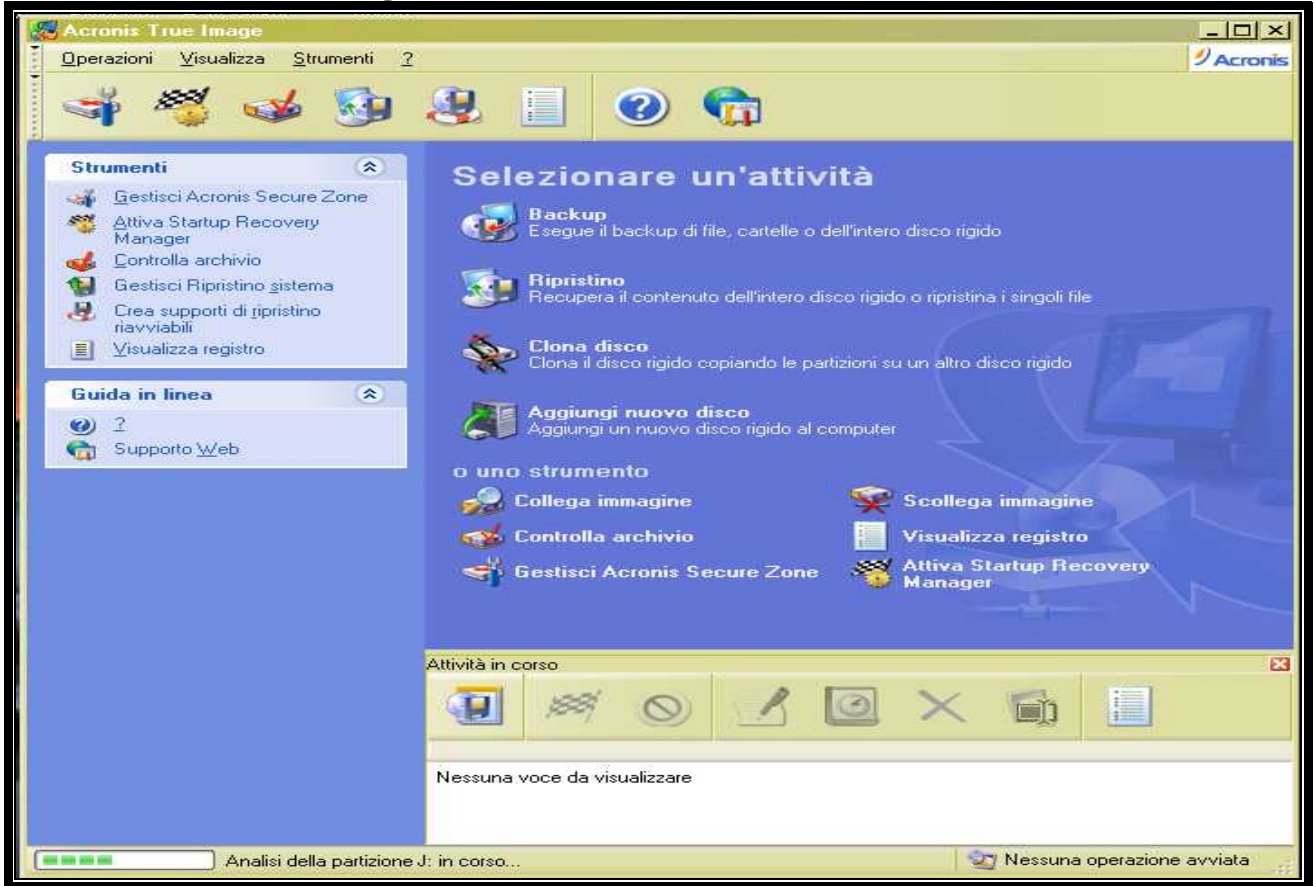 Acronis True Image
Operazioni Visualizza Strumenti ?
Acronis
Strumenti
Gestisci Acronis Secure Zone
Attiva Startup Recovery
Manager
Controlla archivio
Gestisci Ripristino sistema
Crea supporti di ripristino
riavviabili
Visualizza registro
Guida in linea
?
Supporto Web
Selezionare un'attività
Backup
Esegue il backup di file, cartelle o dell'intero disco rigido
Ripristino
Recupera il contenuto dell'intero disco rigido o ripristina i singoli file
Clona disco
Clona il disco rigido copiando le partizioni su un altro disco rigido
Aggiungi nuovo disco
Aggiungi un nuovo disco rigido al computer
o uno strumento
Collega immagine
Scollega immagine
Controlla archivio
Visualizza registro
Gestisci Acronis Secure Zone
Attiva Startup Recovery
Manager
Attività in corso
Nessuna voce da visualizzare
Analisi della partizione J: in corso...
Nessuna operazione avviata